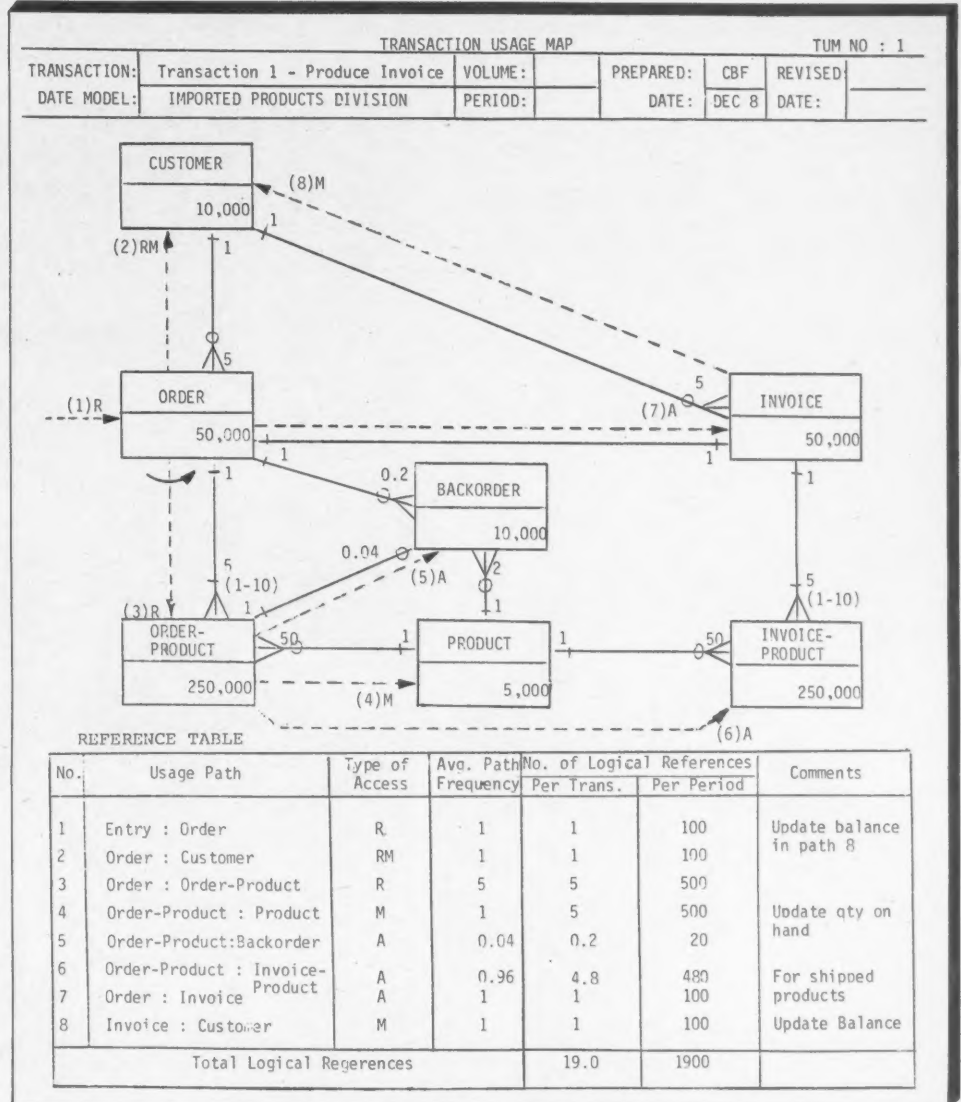 TRANSACTION USAGE MAP TUM NO : 1
TRANSACTION: Transaction 1 - Produce Invoice VOLUME: PREPARED: CBF REVISED
DATE MODEL: IMPORTED PRODUCTS DIVISION PERIOD: DATE: DEC 8 DATE:
CUSTOMER
10,000
(8)M
1
(2)RM
1
5
ORDER
50,000
(1)R
5
(7)A
INVOICE
50,000
1
1
1
1
0.2
BACKORDER
10,000
0.04
(5)A
2
1
5
(1-10)
5
(1-10)
(3)R
1
ORDER-
PRODUCT
250,000
50
1
PRODUCT
5,000
1
50
INVOICE-
PRODUCT
250,000
(4)M
(6)A
REFERENCE TABLE
No. Usage Path Type of Access Avg. Path Frequency No. of Logical References Comments
Per Trans. Per Period
1 Entry : Order R 1 1 100 Update balance
in path 8
2 Order : Customer RM 1 1 100
3 Order : Order-Product R 5 5 500
4 Order-Product : Product M 1 5 500 Update qty on
hand
5 Order-Product:Backorder A 0.04 0.2 20
6 Order-Product : Invoice-
Product A 0.96 4.8 480 For shipped
7 Order : Invoice A 1 1 100 products
8 Invoice : Customer M 1 1 100 Update Balance
Total Logical Regerences 19.0 1900